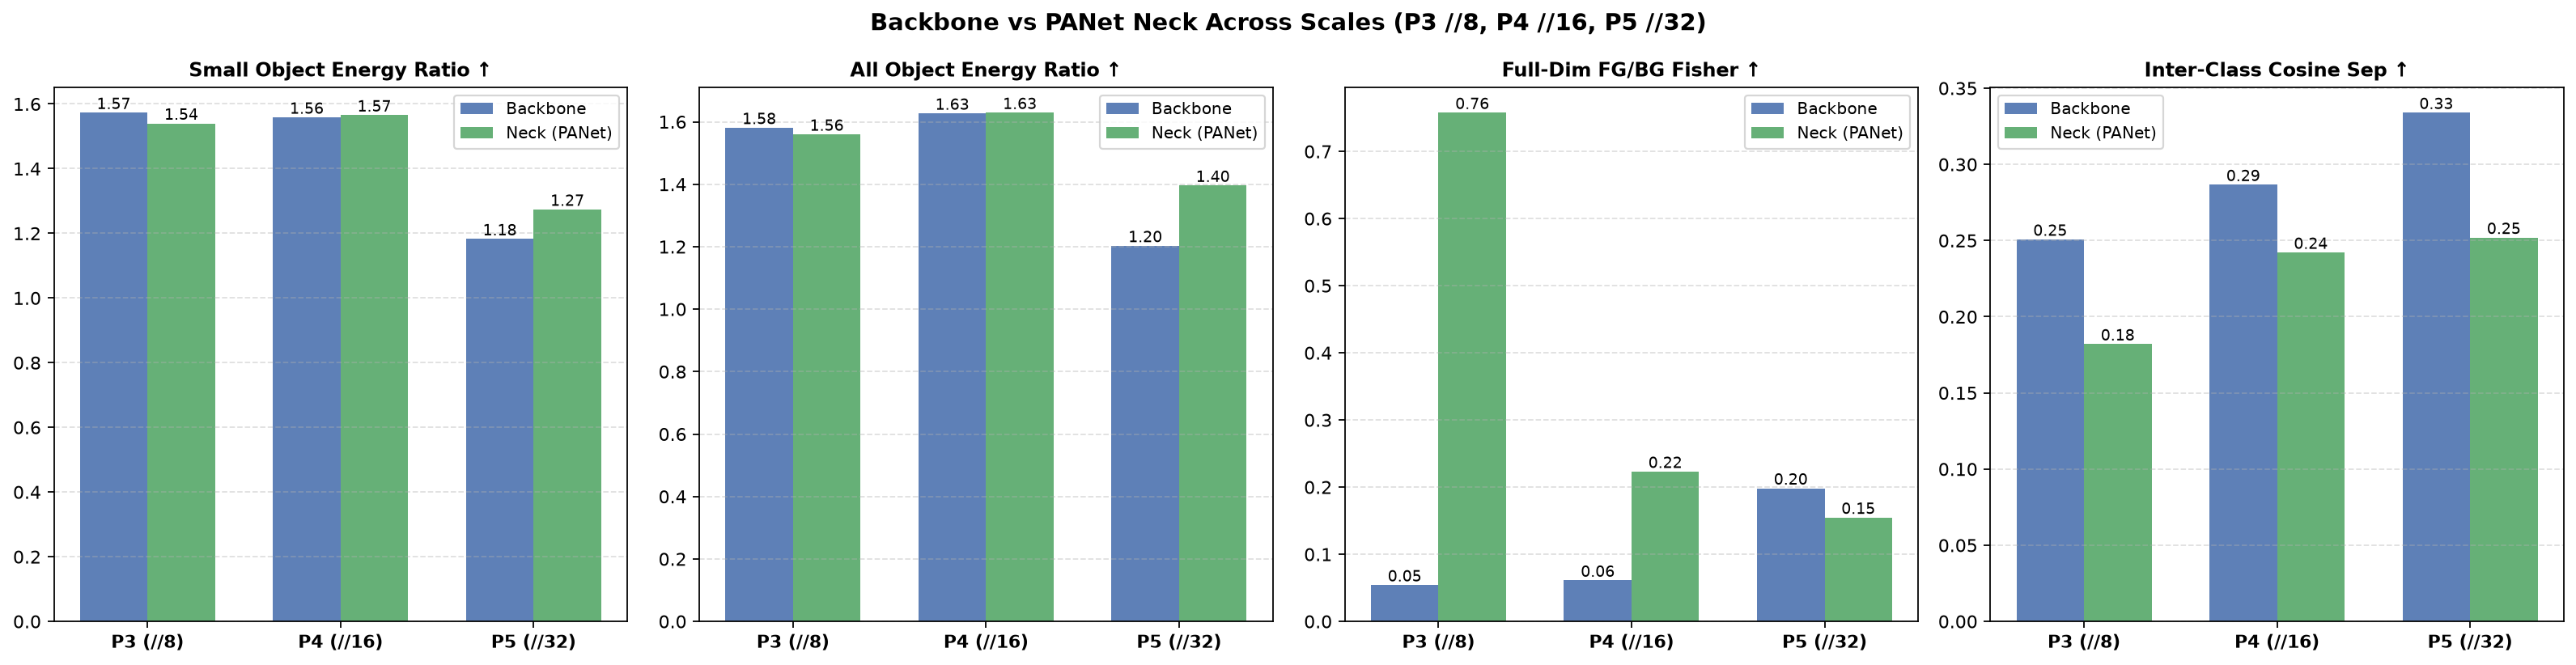 Backbone vs PANet Neck Across Scales (P3 //8, P4 //16, P5 //32)
Small Object Energy Ratio ↑
1.6
1.4
1.2
1.0
0.8
0.6
0.4
0.2
0.0
1.57
1.54
1.56
1.57
1.18
1.27
Backbone
Neck (PANet)
P3 (//8)
P4 (//16)
P5 (//32)
All Object Energy Ratio ↑
1.6
1.4
1.2
1.0
0.8
0.6
0.4
0.2
0.0
1.58
1.56
1.63
1.63
1.20
1.40
Backbone
Neck (PANet)
P3 (//8)
P4 (//16)
P5 (//32)
Full-Dim FG/BG Fisher ↑
0.7
0.6
0.5
0.4
0.3
0.2
0.1
0.0
0.05
0.76
0.06
0.22
0.20
0.15
Backbone
Neck (PANet)
P3 (//8)
P4 (//16)
P5 (//32)
Inter-Class Cosine Sep ↑
0.35
0.30
0.25
0.20
0.15
0.10
0.05
0.00
0.25
0.18
0.29
0.24
0.33
0.25
Backbone
Neck (PANet)
P3 (//8)
P4 (//16)
P5 (//32)